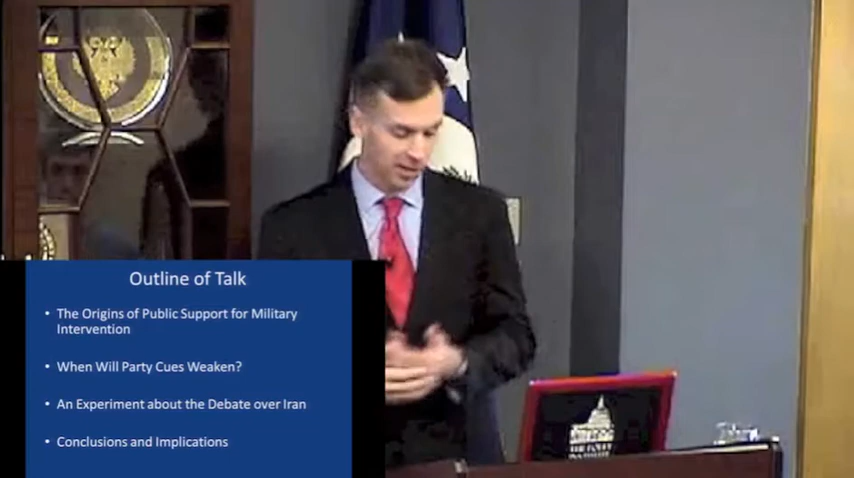 Outline of Talk
• The Origins of Public Support for Military
Intervention
• When Will Party Cues Weaken?
• An Experiment about the Debate over Iran
• Conclusions and Implications